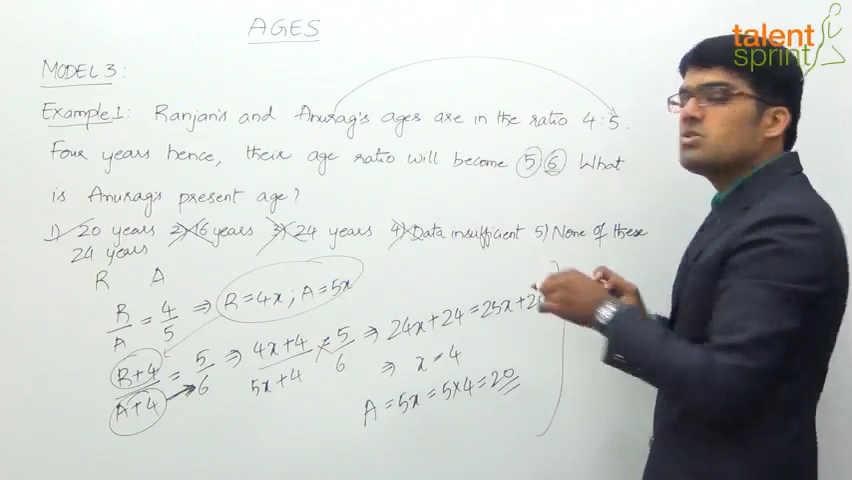 talent
sprint
AGES
MODEL 3:
Example 1: Ranjani's and Anurag's ages are in the ratio 4:5.
Four years hence, their age ratio will become 5 6 What
is Anurag's present age?
1) 20 years 2) 16 years 3) 24 years 4) Data insufficient 5) None of these
24 years
R A
R/A = 4/5 ⇒ R=4x; A=5x
R+4/A+4 = 5/6 ⇒ 4x+4/5x+4 = 5/6 ⇒ 24x+24=25x+
⇒ x=4
A=5x=5×4=20